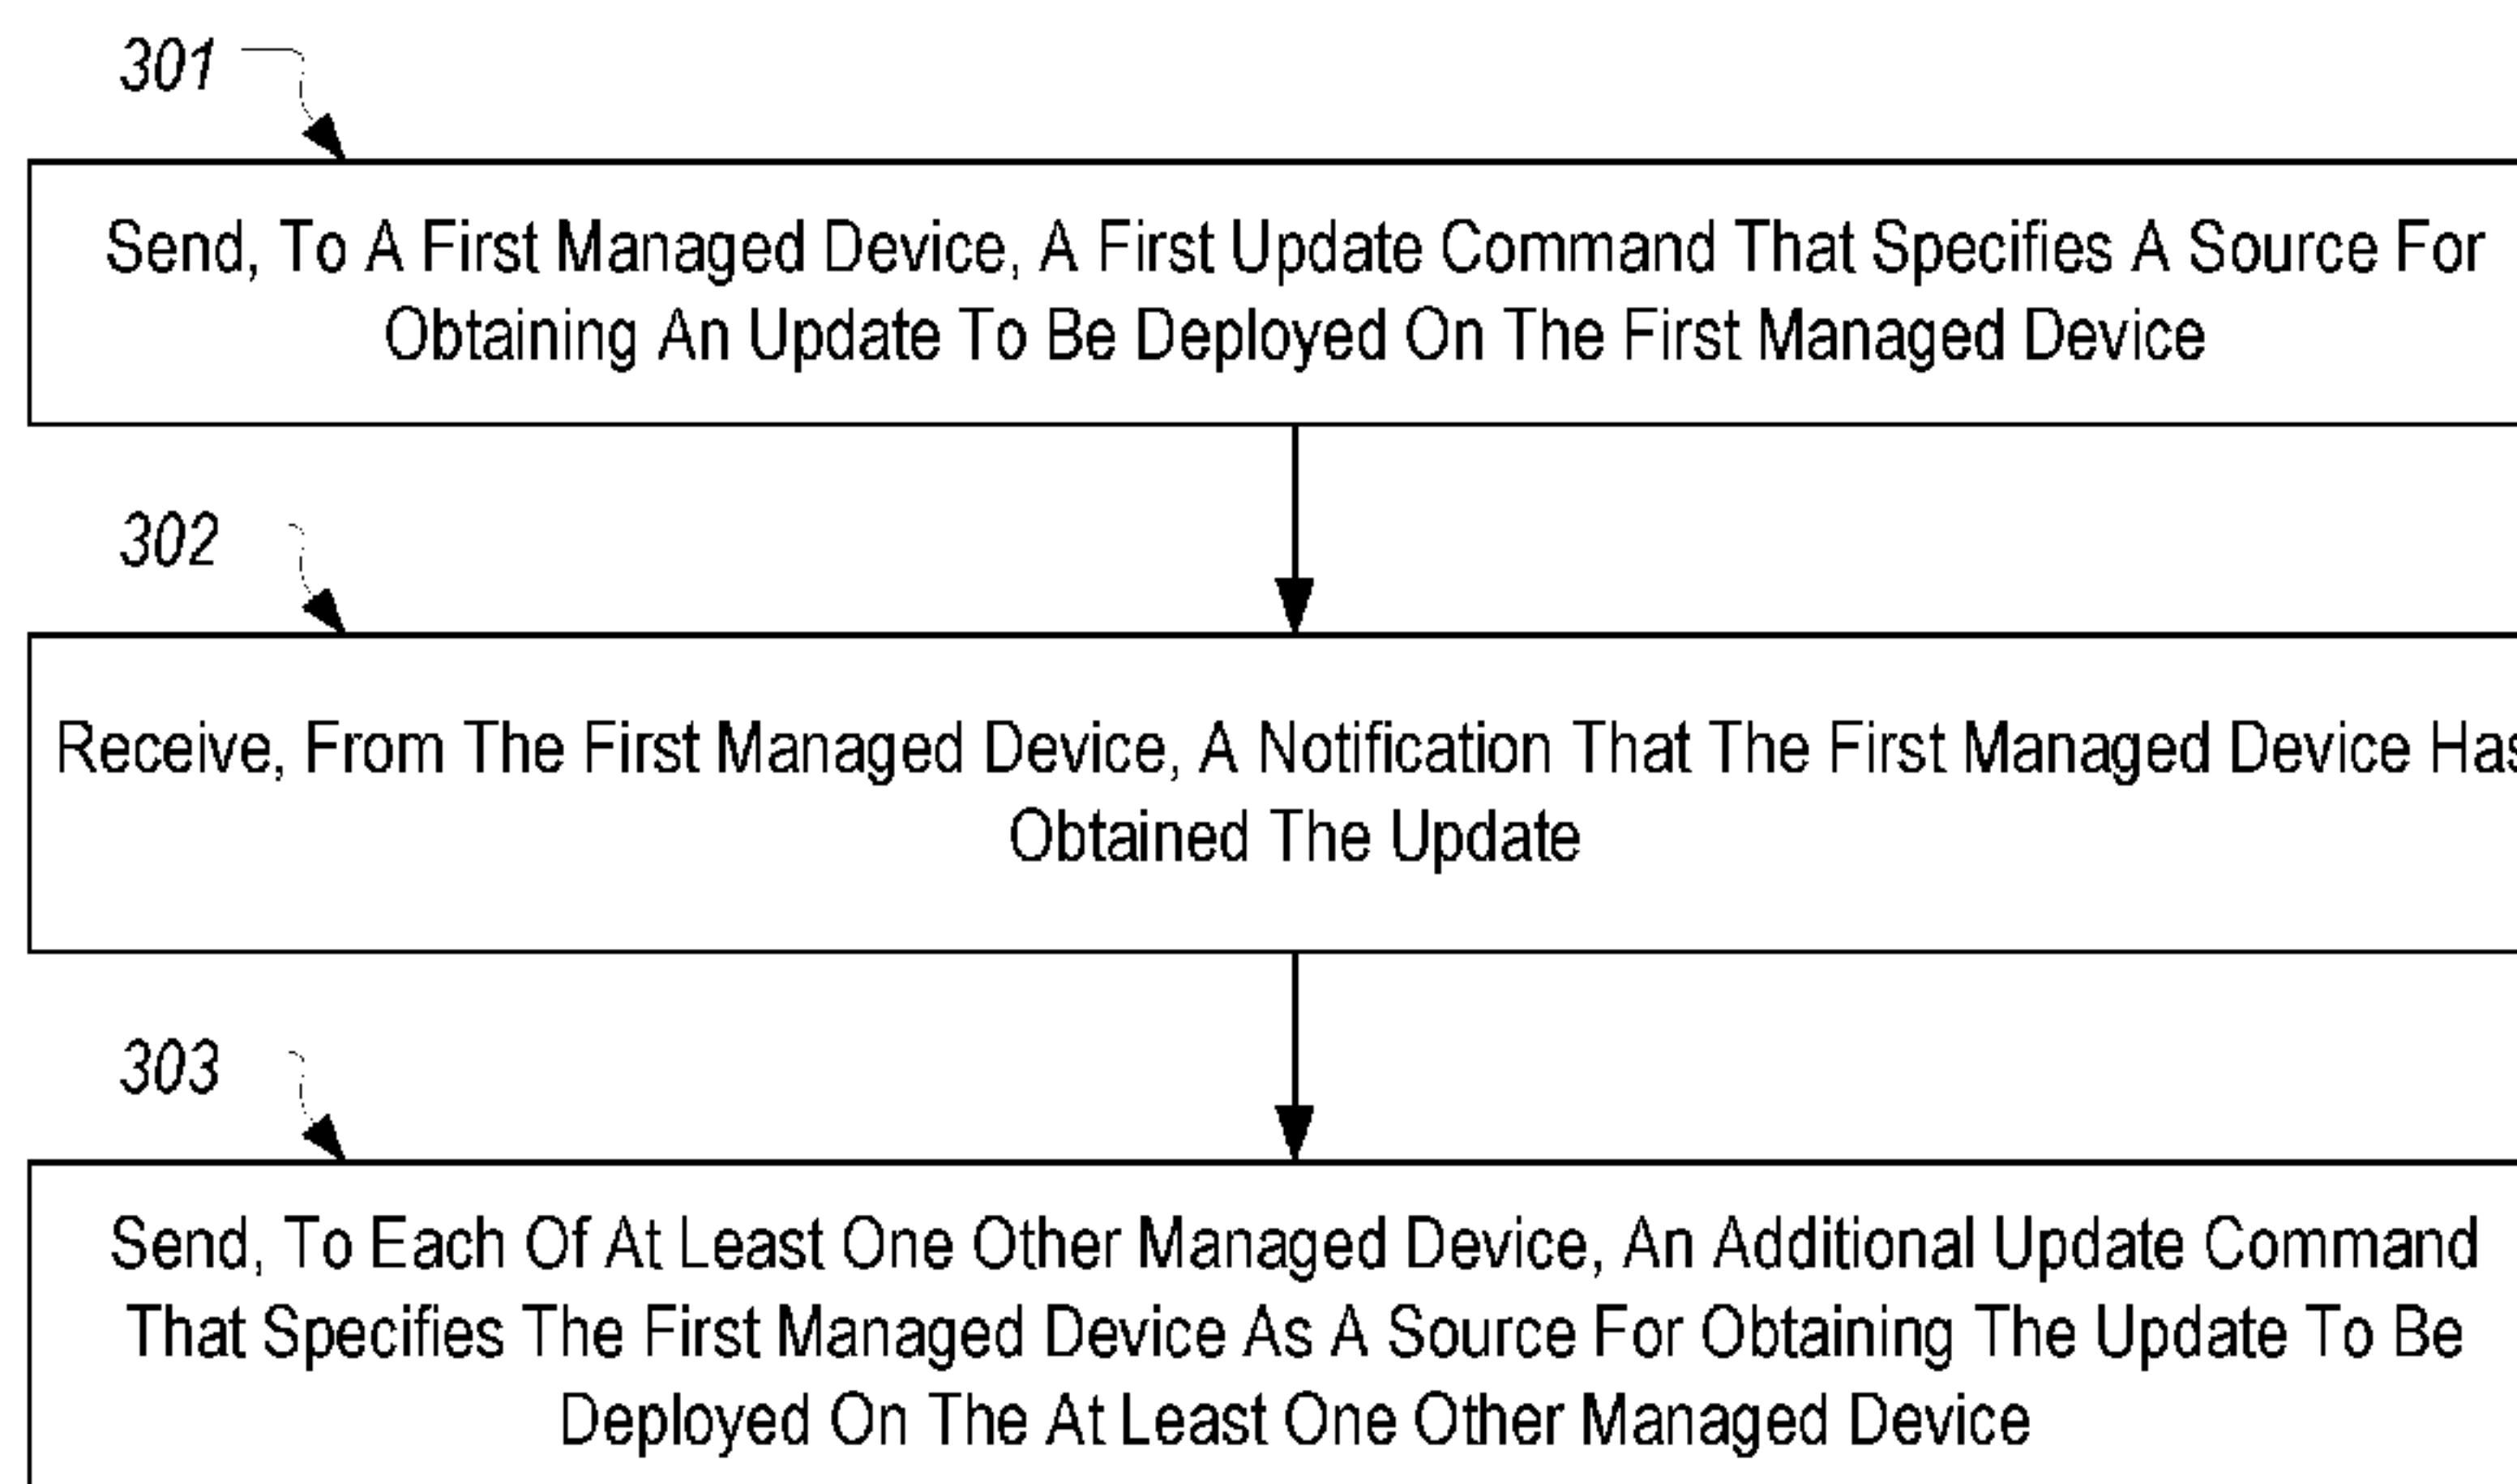 301
Send, To A First Managed Device, A First Update Command That Specifies A Source For
Obtaining An Update To Be Deployed On The First Managed Device
302
Receive, From The First Managed Device, A Notification That The First Managed Device Has
Obtained The Update
303
Send, To Each Of At Least One Other Managed Device, An Additional Update Command
That Specifies The First Managed Device As A Source For Obtaining The Update To Be
Deployed On The At Least One Other Managed Device